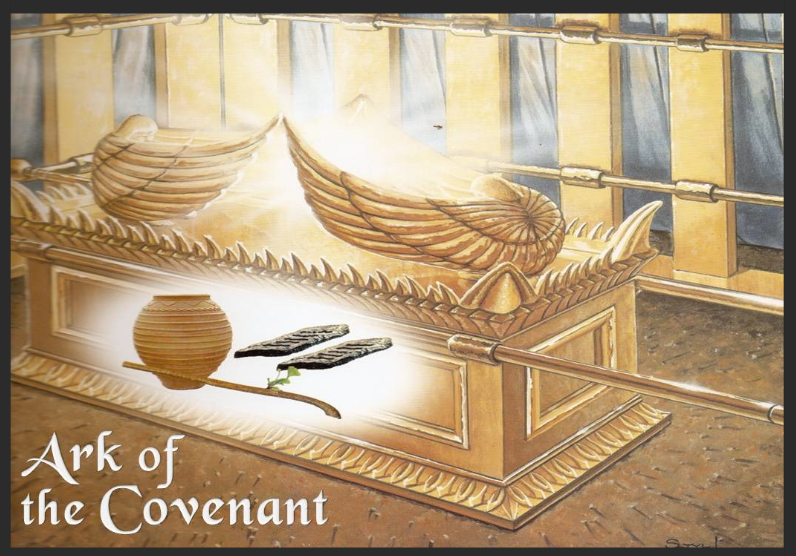 Ark of
the Covenant